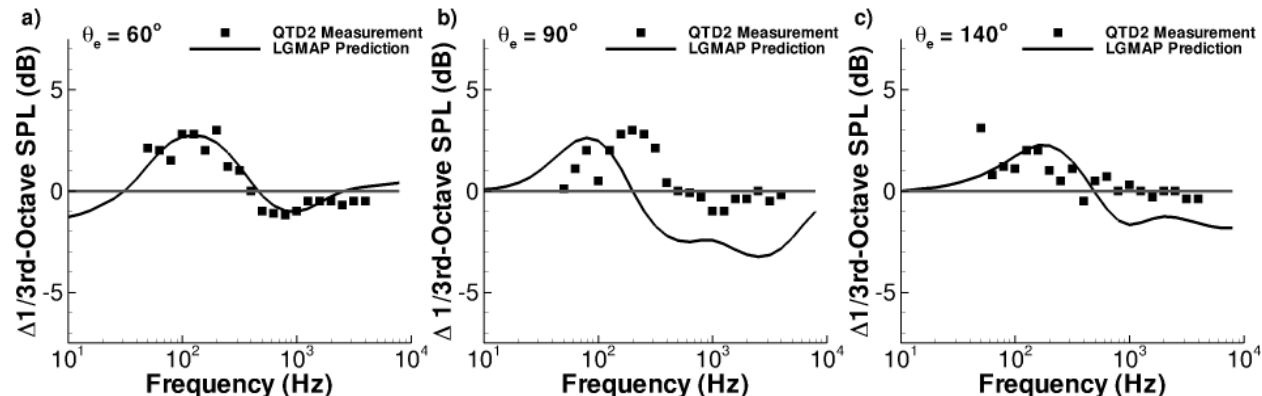 a)
θe = 60°
QTD2 Measurement
LGMAP Prediction
Δ1/3rd-Octave SPL (dB)
5
0
-5
10^1
10^2
10^3
10^4
Frequency (Hz)
b)
θe = 90°
QTD2 Measurement
LGMAP Prediction
Δ 1/3rd-Octave SPL (dB)
5
0
-5
10^1
10^2
10^3
10^4
Frequency (Hz)
c)
θe = 140°
QTD2 Measurement
LGMAP Prediction
Δ1/3rd-Octave SPL (dB)
5
0
-5
10^1
10^2
10^3
10^4
Frequency (Hz)